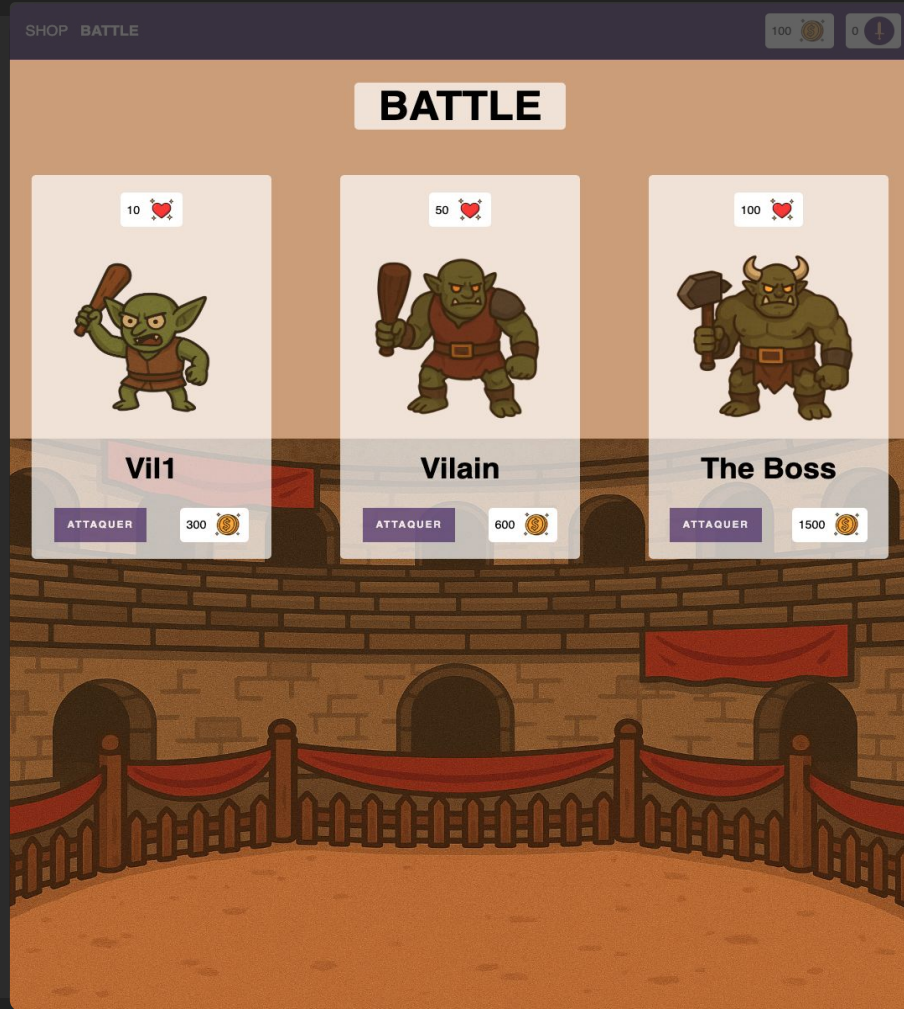 SHOP BATTLE 100 0
BATTLE
10 50 100
Vil1 Vilain The Boss
ATTAQUER 300 ATTAQUER 600 ATTAQUER 1500